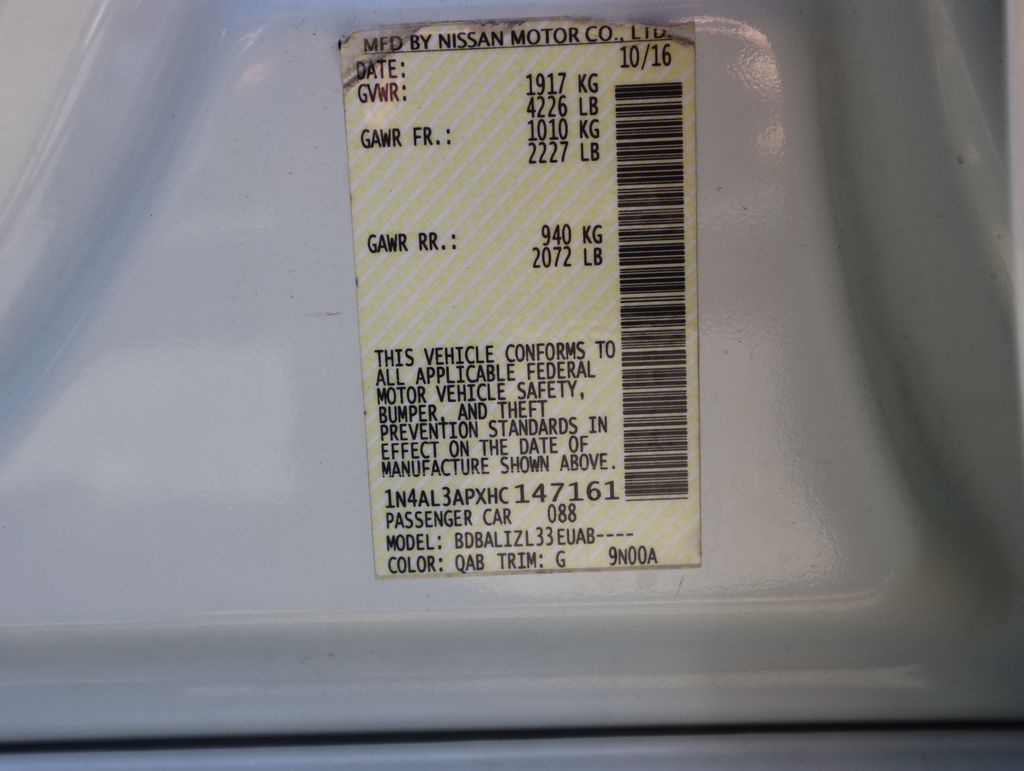 MFD BY NISSAN MOTOR CO., LTD.
DATE: 10/16
GVWR: 1917 KG
4226 LB
GAWR FR.: 1010 KG
2227 LB
GAWR RR.: 940 KG
2072 LB
THIS VEHICLE CONFORMS TO
ALL APPLICABLE FEDERAL
MOTOR VEHICLE SAFETY,
BUMPER, AND THEFT
PREVENTION STANDARDS IN
EFFECT ON THE DATE OF
MANUFACTURE SHOWN ABOVE.
1N4AL3APXHC147161
PASSENGER CAR 088
MODEL: BDBALIZL33EUAB----
COLOR: QAB TRIM: G 9N00A